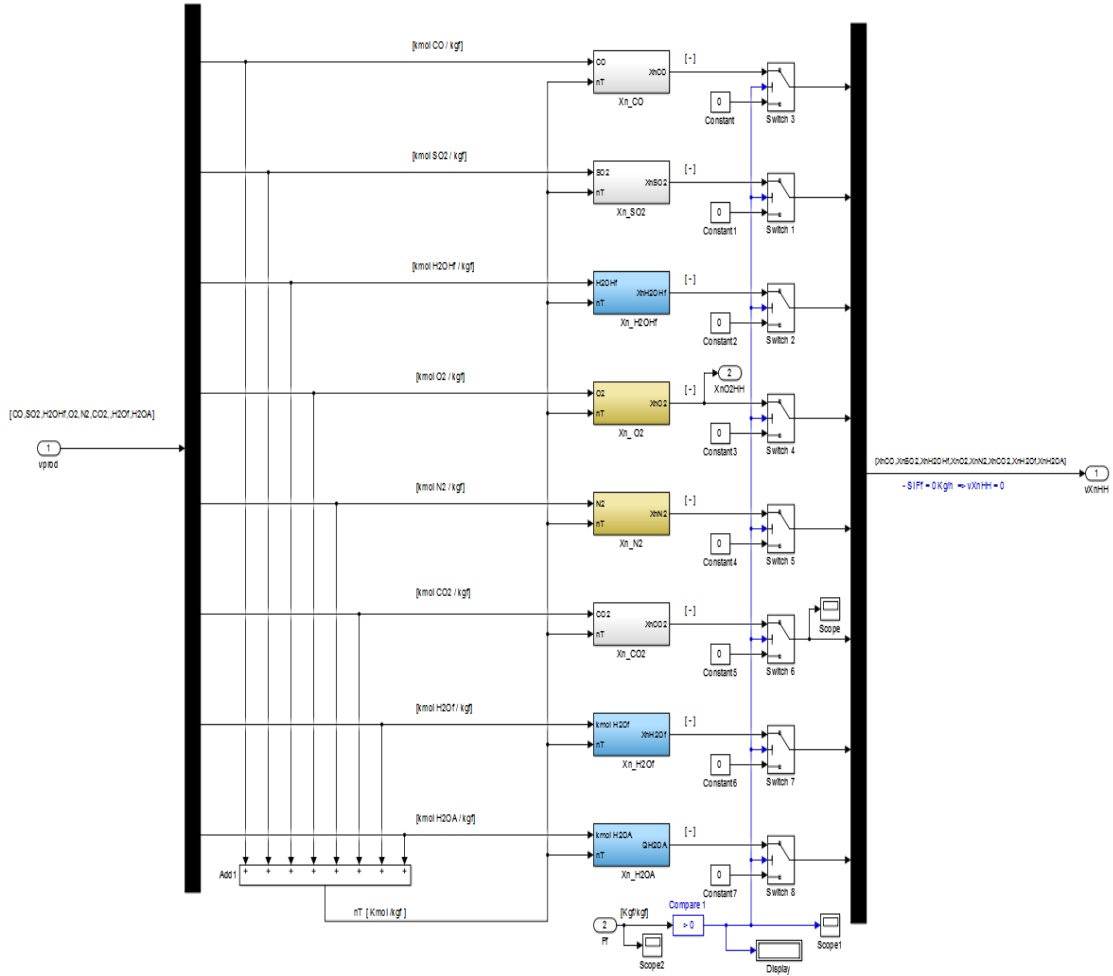 [kmol CO / kgf]
[ - ]
CO
nT
XnCO
Xn_CO
0
Constant
Switch 3
[kmol SO2 / kgf]
[ - ]
SO2
nT
XnSO2
Xn_SO2
0
Constant1
Switch 1
[kmol H2OHf / kgf]
[ - ]
H2OHf
nT
XnH2OHf
Xn_H2OHf
0
Constant2
Switch 2
[kmol O2 / kgf]
[ - ]
2
XnO2HH
O2
nT
XnO2
Xn_ O2
0
Constant3
Switch 4
[CO,SO2,H2OHf,O2,N2,CO2,,H2Of,H2OA]
1
vprod
[XnCO,XnSO2,XnH2OHf,XnO2,XnN2,XnCO2,XnH2Of,XnH2OA]
- Si Ff = 0 Kg/h => vXnHH = 0
1
vXnHH
[kmol N2 / kgf]
[ - ]
N2
nT
XnN2
Xn_N2
0
Constant4
Switch 5
[kmol CO2 / kgf]
[ - ]
CO2
nT
XnCO2
Xn_CO2
0
Constant5
Switch 6
Scope
[kmol H2Of / kgf]
[ - ]
kmol H2Of
nT
XnH2Of
Xn_H2Of
0
Constant6
Switch 7
[kmol H2OA / kgf]
[ - ]
kmol H2OA
nT
QH2OA
Xn_H2OA
0
Constant7
Switch 8
Add1
+ + + + + + + +
nT [ Kmol /kgf ]
[Kgf/kgf]
2
Ff
Scope2
Compare 1
> 0
Scope1
Display